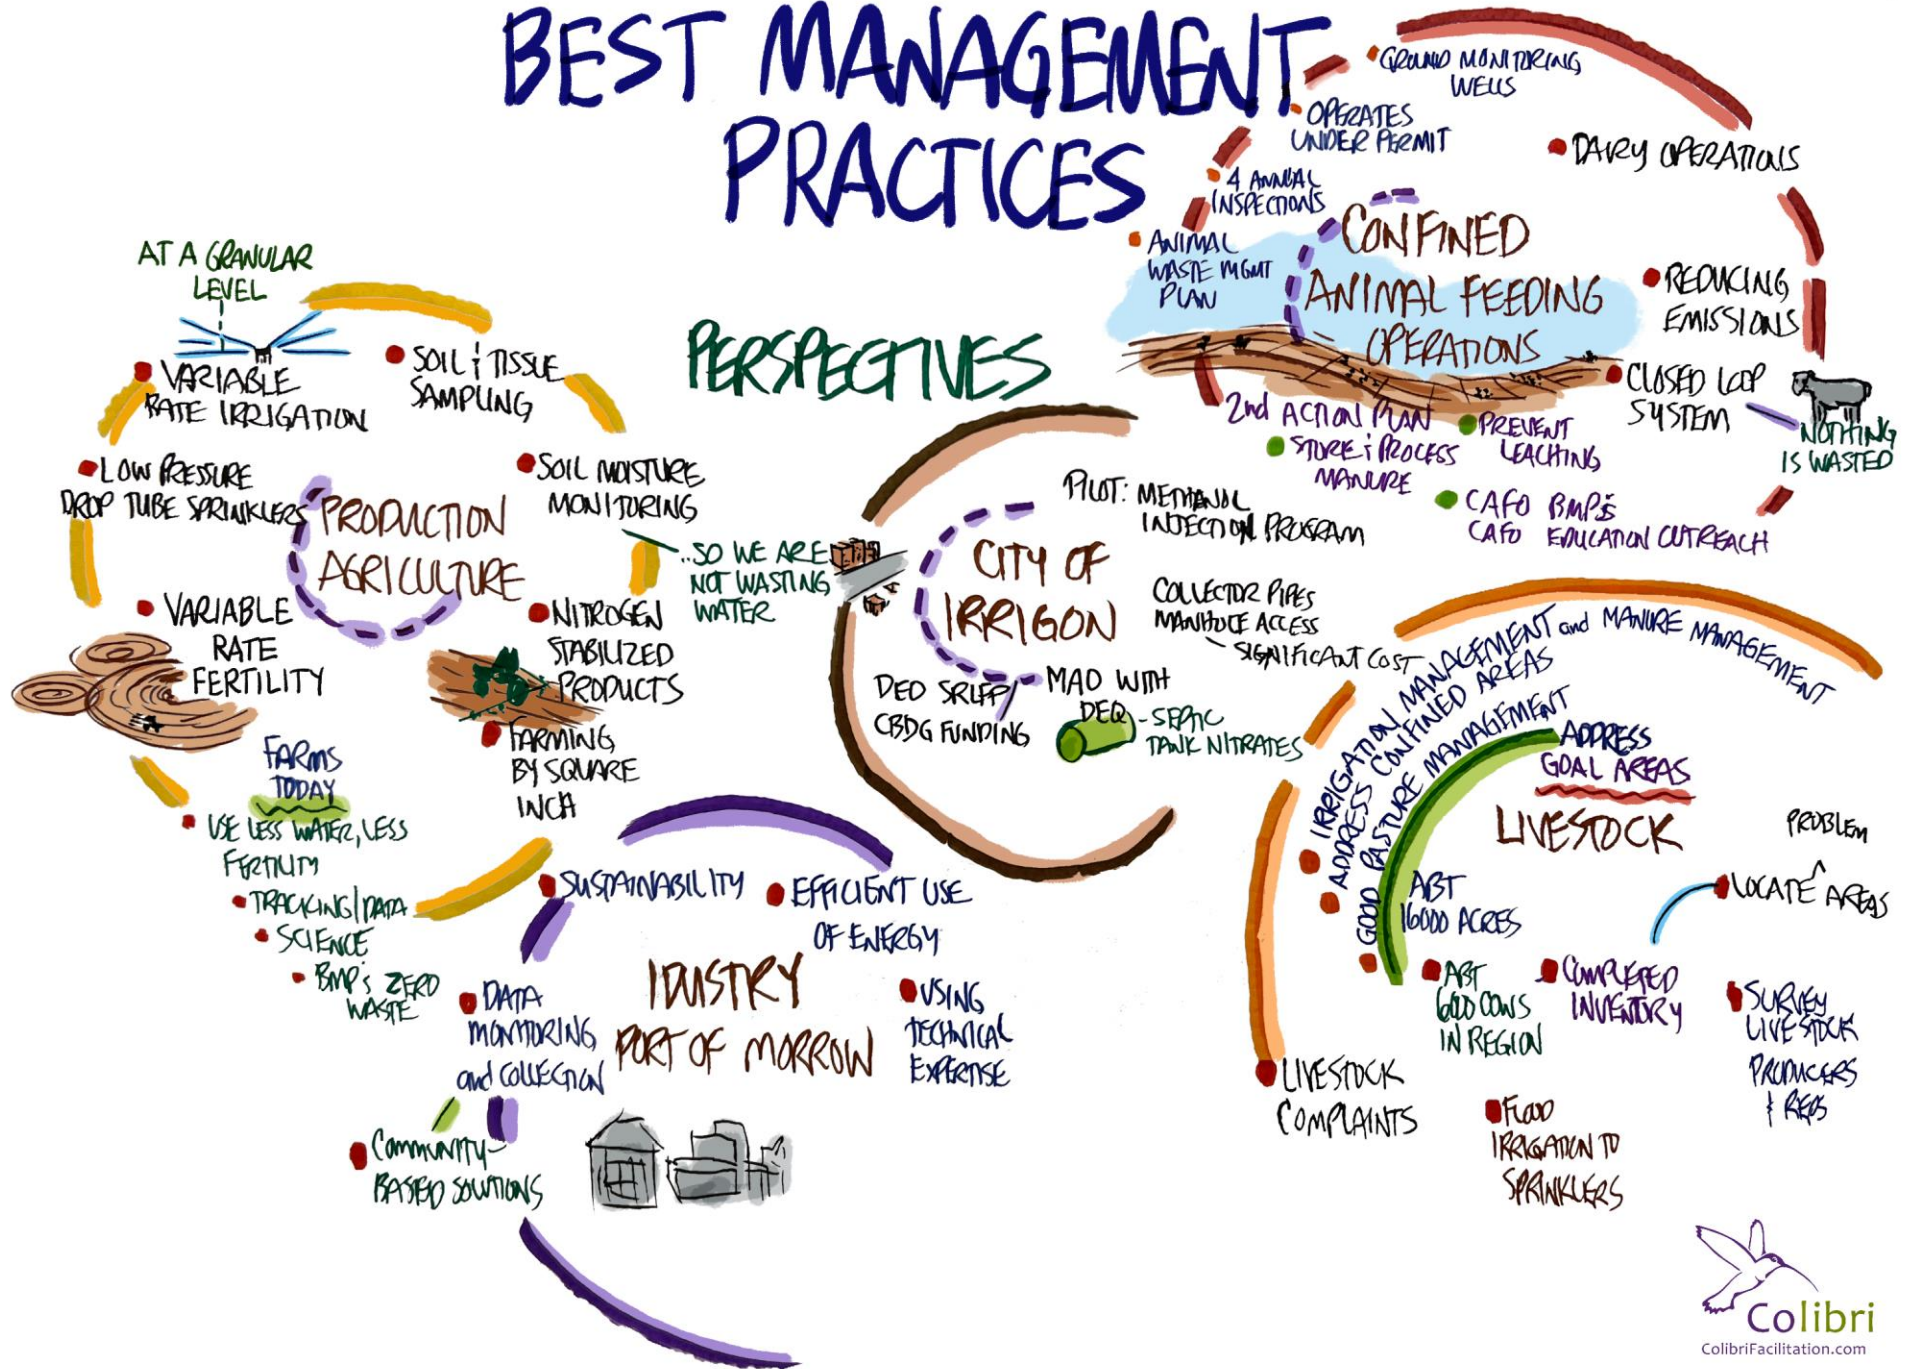 BEST MANAGEMENT
PRACTICES
PERSPECTIVES
AT A GRANULAR
LEVEL
VARIABLE
RATE IRRIGATION
SOIL & TISSUE
SAMPLING
LOW PRESSURE
DROP TUBE SPRINKLERS
PRODUCTION
AGRICULTURE
SOIL MOISTURE
MONITORING
..SO WE ARE
NOT WASTING
WATER
VARIABLE
RATE
FERTILITY
NITROGEN
STABILIZED
PRODUCTS
FARMING
BY SQUARE
INCH
FARMS
TODAY
USE LESS WATER, LESS
FERTILITY
TRACKING/DATA
SCIENCE
BMP's ZERO
WASTE
GROUND MONITORING
WELLS
OPERATES
UNDER PERMIT
4 ANNUAL
INSPECTIONS
ANIMAL
WASTE MGMT
PLAN
DAIRY OPERATIONS
CONFINED
ANIMAL FEEDING
OPERATIONS
REDUCING
EMISSIONS
CLOSED LOOP
SYSTEM
NOTHING
IS WASTED
2nd ACTION PLAN
STORE & PROCESS
MANURE
PREVENT
LEACHING
CAFO BMP's
CAFO EDUCATION OUTREACH
CITY OF
IRRIGON
PILOT: METHANOL
INJECTION PROGRAM
COLLECTOR PIPES
MANHOLE ACCESS
- SIGNIFICANT COST
DEQ
CBDG FUNDING
MAO WITH
DEQ
- SEPTIC
TANK NITRATES
SUSTAINABILITY
EFFICIENT USE
OF ENERGY
IDUSTRY
PORT OF MORROW
DATA
MONITORING
and COLLECTION
USING
TECHNICAL
EXPERTISE
COMMUNITY-
BASED SOLUTIONS
IRRIGATION MANAGEMENT and MANURE MANAGEMENT
ADDRESS CONFINED AREAS
GOOD PASTURE MANAGEMENT
ADDRESS
GOAL AREAS
LIVESTOCK
ABT
16000 ACRES
PROBLEM
LOCATE ^ AREAS
ABT
6000 COWS
IN REGION
COMPLETED
INVENTORY
SURVEY
LIVESTOCK
PRODUCERS
& REPS
LIVESTOCK
COMPLAINTS
FLOOD
IRRIGATION TO
SPRINKLERS
Colibri
ColibriFacilitation.com